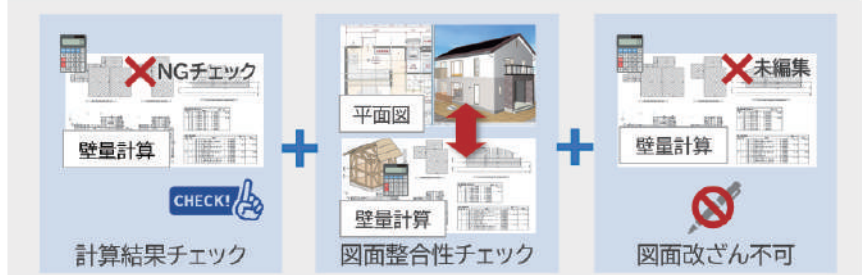 NGチェック
壁量計算
CHECK!
計算結果チェック
平面図
壁量計算
図面整合性チェック
未編集
壁量計算
図面改ざん不可